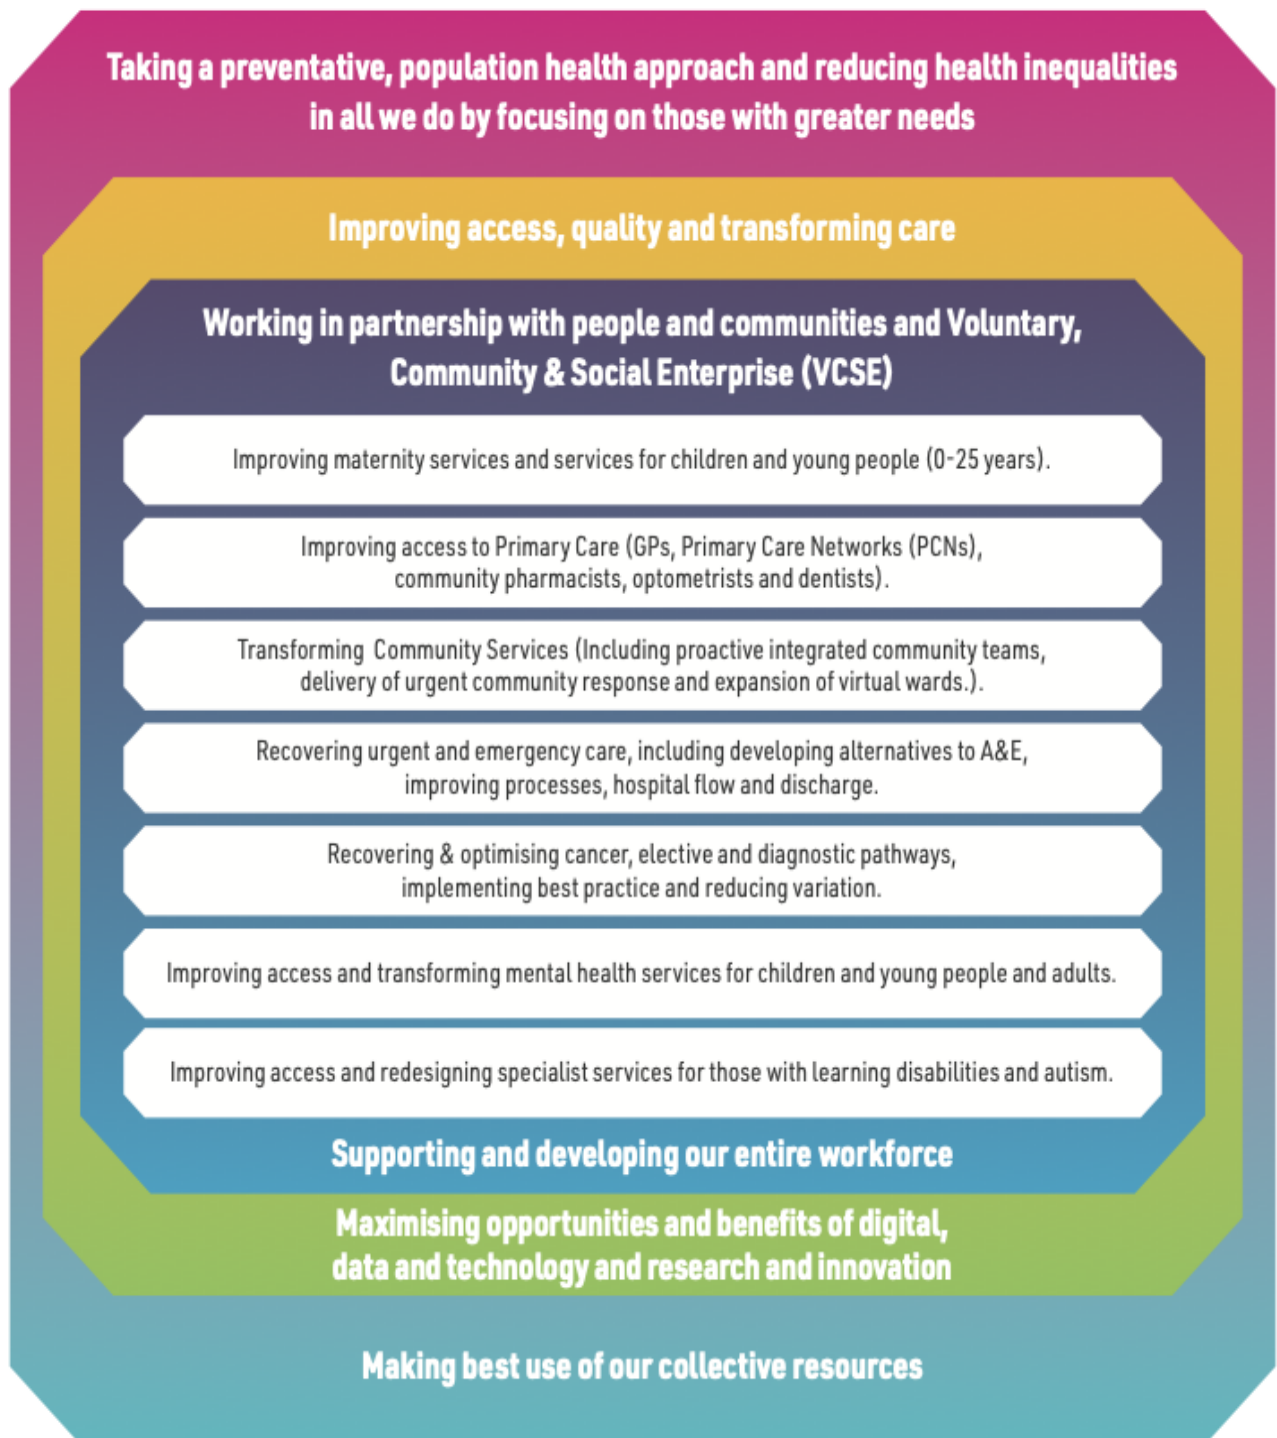 Taking a preventative, population health approach and reducing health inequalities
in all we do by focusing on those with greater needs
Improving access, quality and transforming care
Working in partnership with people and communities and Voluntary,
Community & Social Enterprise (VCSE)
Improving maternity services and services for children and young people (0-25 years).
Improving access to Primary Care (GPs, Primary Care Networks (PCNs),
community pharmacists, optometrists and dentists).
Transforming Community Services (Including proactive integrated community teams,
delivery of urgent community response and expansion of virtual wards.).
Recovering urgent and emergency care, including developing alternatives to A&E,
improving processes, hospital flow and discharge.
Recovering & optimising cancer, elective and diagnostic pathways,
implementing best practice and reducing variation.
Improving access and transforming mental health services for children and young people and adults.
Improving access and redesigning specialist services for those with learning disabilities and autism.
Supporting and developing our entire workforce
Maximising opportunities and benefits of digital,
data and technology and research and innovation
Making best use of our collective resources